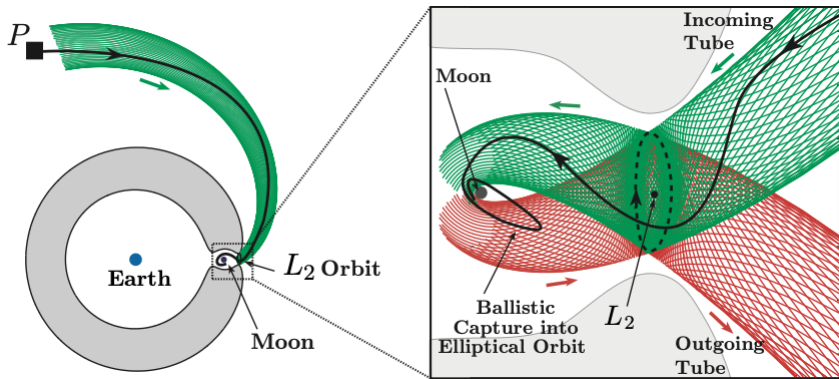 P
Earth
L₂ Orbit
Moon
Incoming
Tube
Moon
L₂
Ballistic
Capture into
Elliptical Orbit
Outgoing
Tube